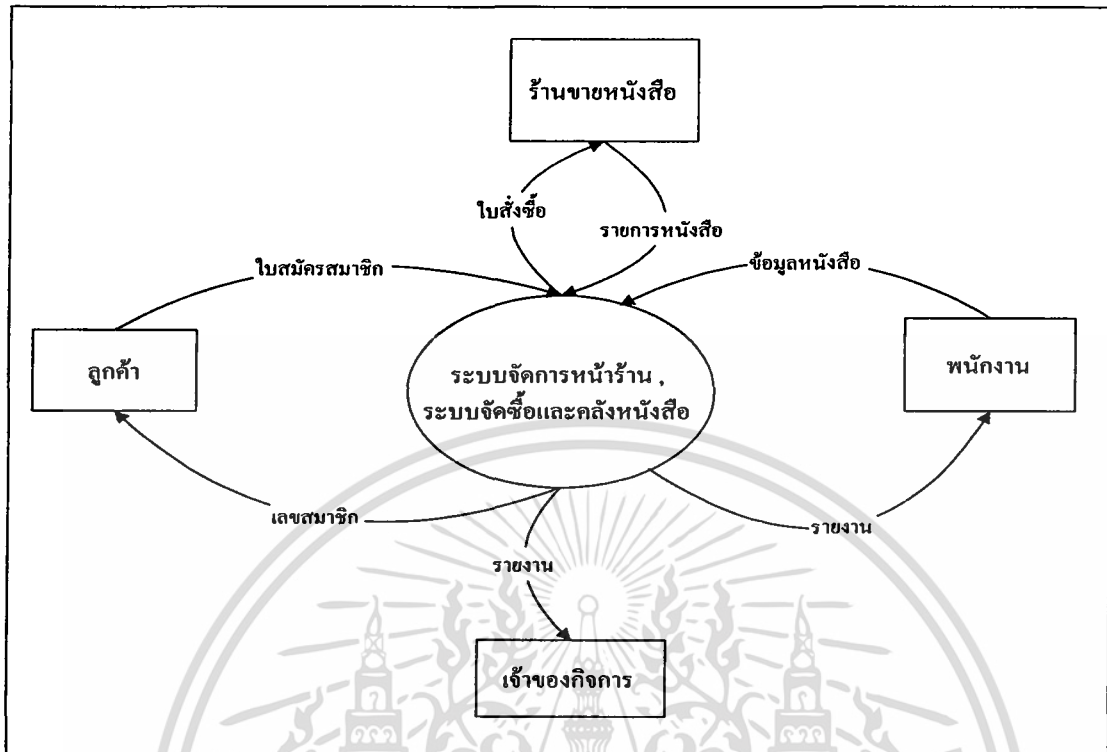 ร้านขายหนังสือ
ใบสั่งซื้อ
รายการหนังสือ
ใบสมัครสมาชิก
ข้อมูลหนังสือ
ลูกค้า
ระบบจัดการหน้าร้าน ,
ระบบจัดซื้อและคลังหนังสือ
พนักงาน
เลขสมาชิก
รายงาน
รายงาน
เจ้าของกิจการ